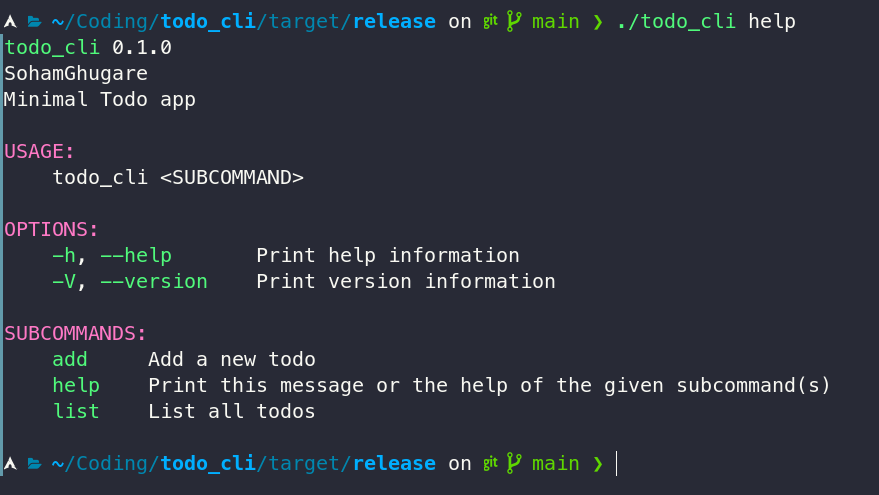 ~/Coding/todo_cli/target/release on git main ❯ ./todo_cli help
todo_cli 0.1.0
SohamGhugare
Minimal Todo app
USAGE:
    todo_cli <SUBCOMMAND>
OPTIONS:
    -h, --help       Print help information
    -V, --version    Print version information
SUBCOMMANDS:
    add     Add a new todo
    help    Print this message or the help of the given subcommand(s)
    list    List all todos
~/Coding/todo_cli/target/release on git main ❯